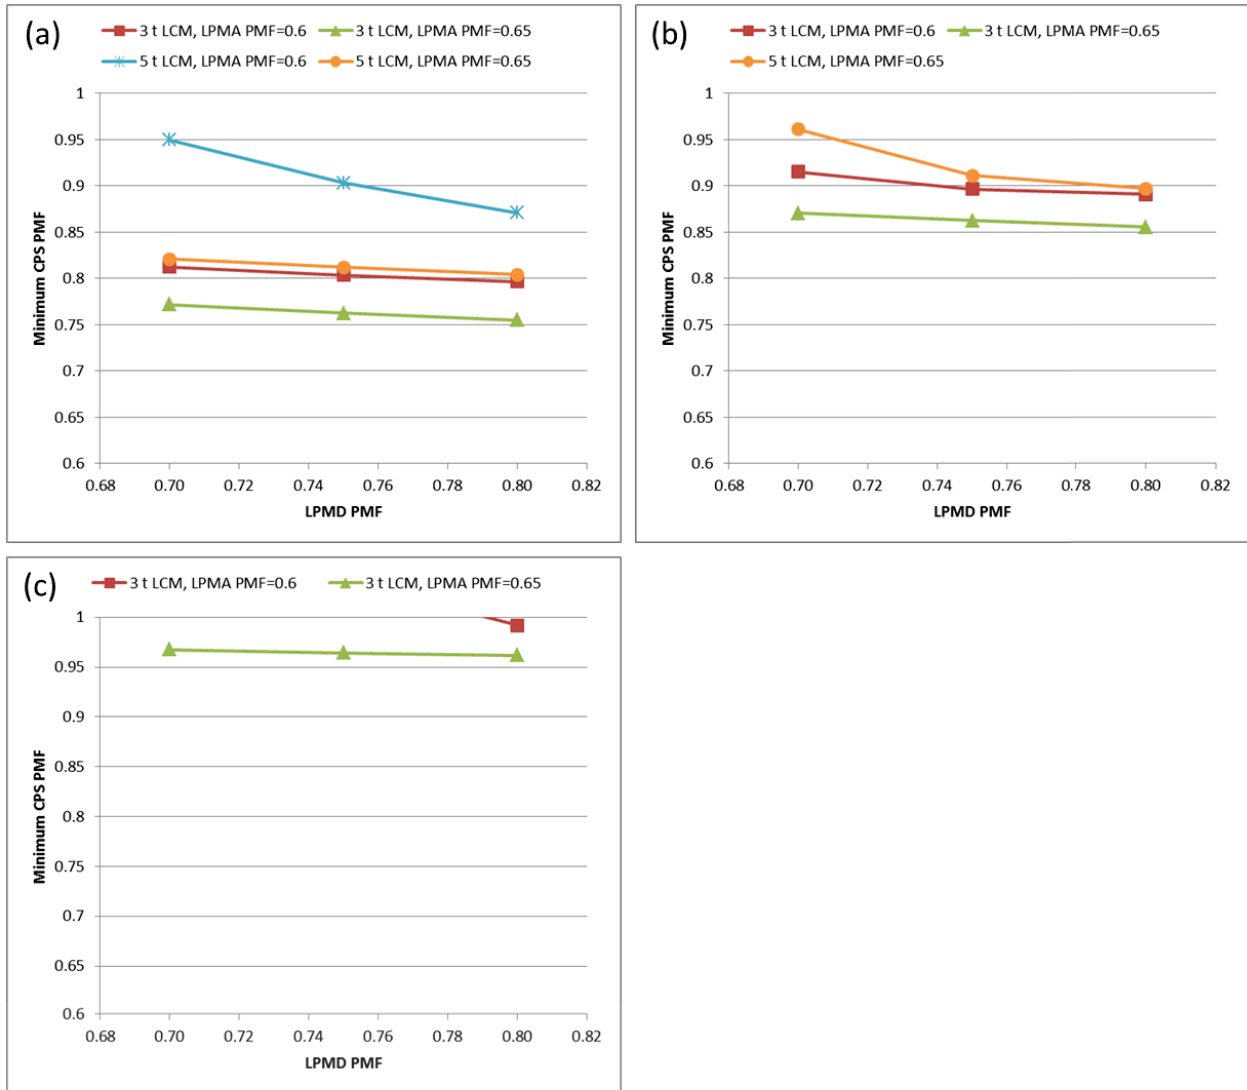 (a)
3 t LCM, LPMA PMF=0.6 3 t LCM, LPMA PMF=0.65
5 t LCM, LPMA PMF=0.6 5 t LCM, LPMA PMF=0.65
Minimum CPS PMF
1
0.95
0.9
0.85
0.8
0.75
0.7
0.65
0.6
0.68 0.70 0.72 0.74 0.76 0.78 0.80 0.82
LPMD PMF
(b)
3 t LCM, LPMA PMF=0.6 3 t LCM, LPMA PMF=0.65
5 t LCM, LPMA PMF=0.65
Minimum CPS PMF
1
0.95
0.9
0.85
0.8
0.75
0.7
0.65
0.6
0.68 0.70 0.72 0.74 0.76 0.78 0.80 0.82
LPMD PMF
(c)
3 t LCM, LPMA PMF=0.6 3 t LCM, LPMA PMF=0.65
Minimum CPS PMF
1
0.95
0.9
0.85
0.8
0.75
0.7
0.65
0.6
0.68 0.70 0.72 0.74 0.76 0.78 0.80 0.82
LPMD PMF